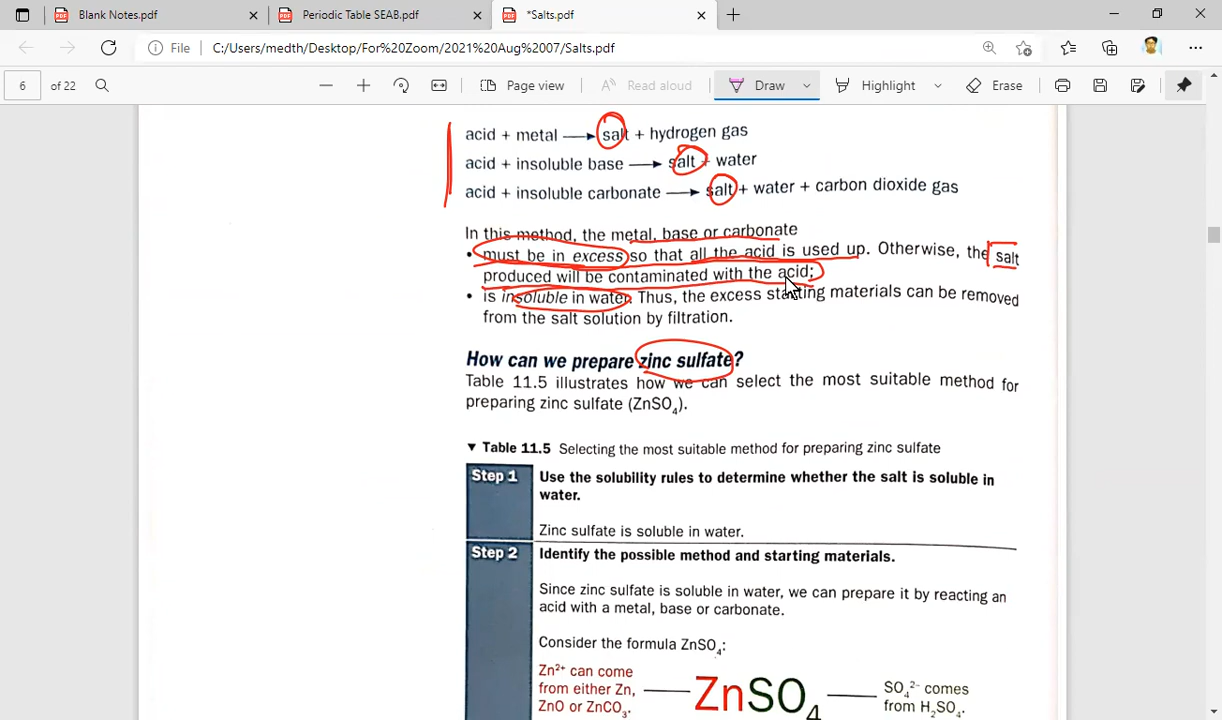 Blank Notes.pdf
Periodic Table SEAB.pdf
*Salts.pdf
File C:/Users/medth/Desktop/For%20Zoom/2021%20Aug%2007/Salts.pdf
6 of 22 Page view Read aloud Draw Highlight Erase
acid + metal ⟶ salt + hydrogen gas
acid + insoluble base ⟶ salt + water
acid + insoluble carbonate ⟶ salt + water + carbon dioxide gas
In this method, the metal, base or carbonate
• must be in excess so that all the acid is used up. Otherwise, the salt
produced will be contaminated with the acid;
• is insoluble in water. Thus, the excess starting materials can be removed
from the salt solution by filtration.
How can we prepare zinc sulfate?
Table 11.5 illustrates how we can select the most suitable method for
preparing zinc sulfate (ZnSO₄).
▼ Table 11.5 Selecting the most suitable method for preparing zinc sulfate
Step 1 Use the solubility rules to determine whether the salt is soluble in
water.
Zinc sulfate is soluble in water.
Step 2 Identify the possible method and starting materials.
Since zinc sulfate is soluble in water, we can prepare it by reacting an
acid with a metal, base or carbonate.
Consider the formula ZnSO₄:
Zn²⁺ can come
from either Zn,
ZnO or ZnCO₃.
ZnSO₄
SO₄²⁻ comes
from H₂SO₄.